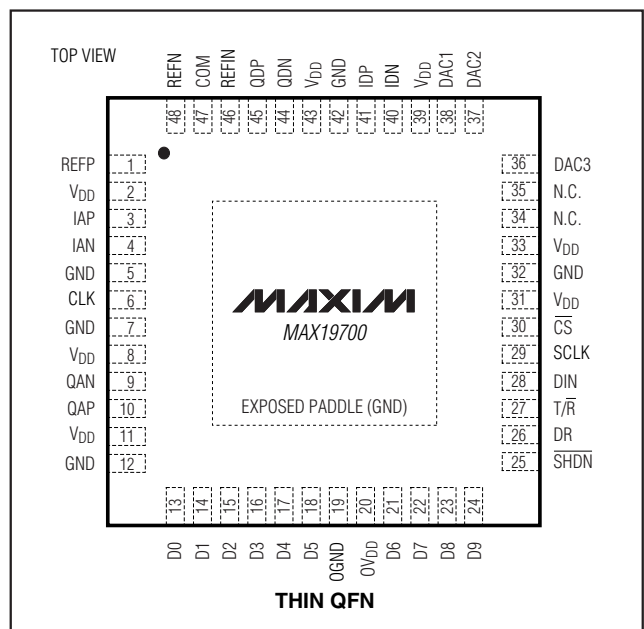 TOP VIEW
REFN COM REFIN QDP QDN VDD GND IDP IDN VDD DAC1 DAC2
48 47 46 45 44 43 42 41 40 39 38 37
REFP 1
VDD 2
IAP 3
IAN 4
GND 5
CLK 6
GND 7
VDD 8
QAN 9
QAP 10
VDD 11
GND 12
MAXIM
MAX19700
EXPOSED PADDLE (GND)
36 DAC3
35 N.C.
34 N.C.
33 VDD
32 GND
31 VDD
30 C̅S̅
29 SCLK
28 DIN
27 T/R̅
26 DR
25 S̅H̅D̅N̅
13 14 15 16 17 18 19 20 21 22 23 24
D0 D1 D2 D3 D4 D5 OGND OVDD D6 D7 D8 D9
THIN QFN